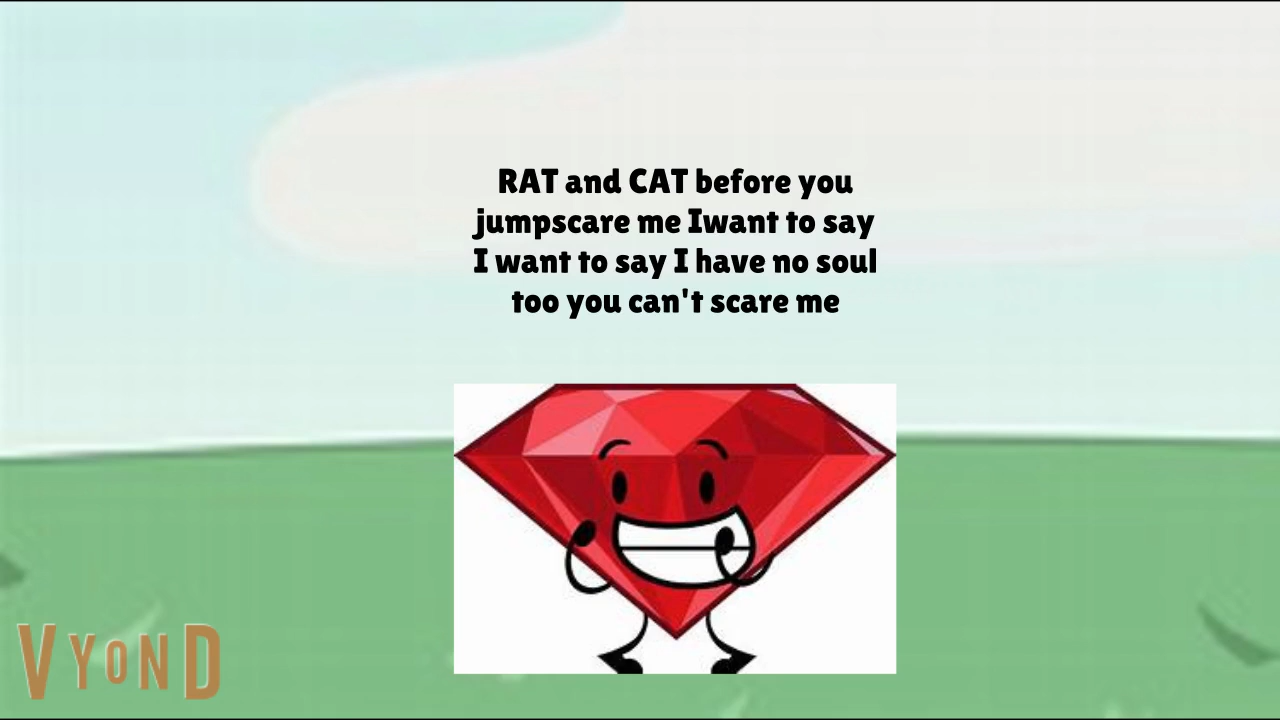 RAT and CAT before you
jumpscare me Iwant to say
I want to say I have no soul
too you can't scare me
VYOND